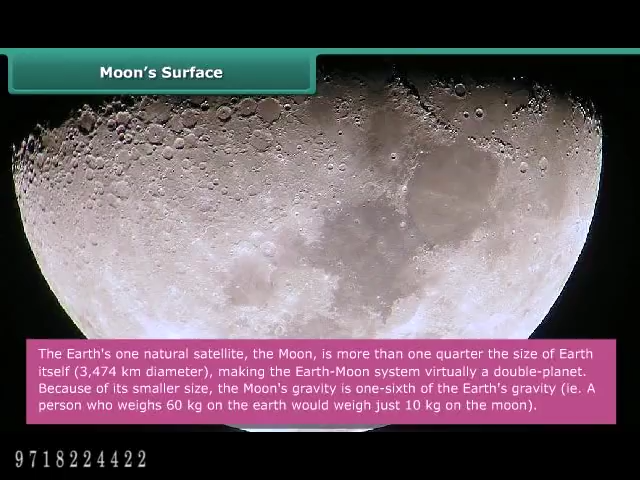 Moon's Surface
The Earth's one natural satellite, the Moon, is more than one quarter the size of Earth
itself (3,474 km diameter), making the Earth-Moon system virtually a double-planet.
Because of its smaller size, the Moon's gravity is one-sixth of the Earth's gravity (ie. A
person who weighs 60 kg on the earth would weigh just 10 kg on the moon).
9718224422